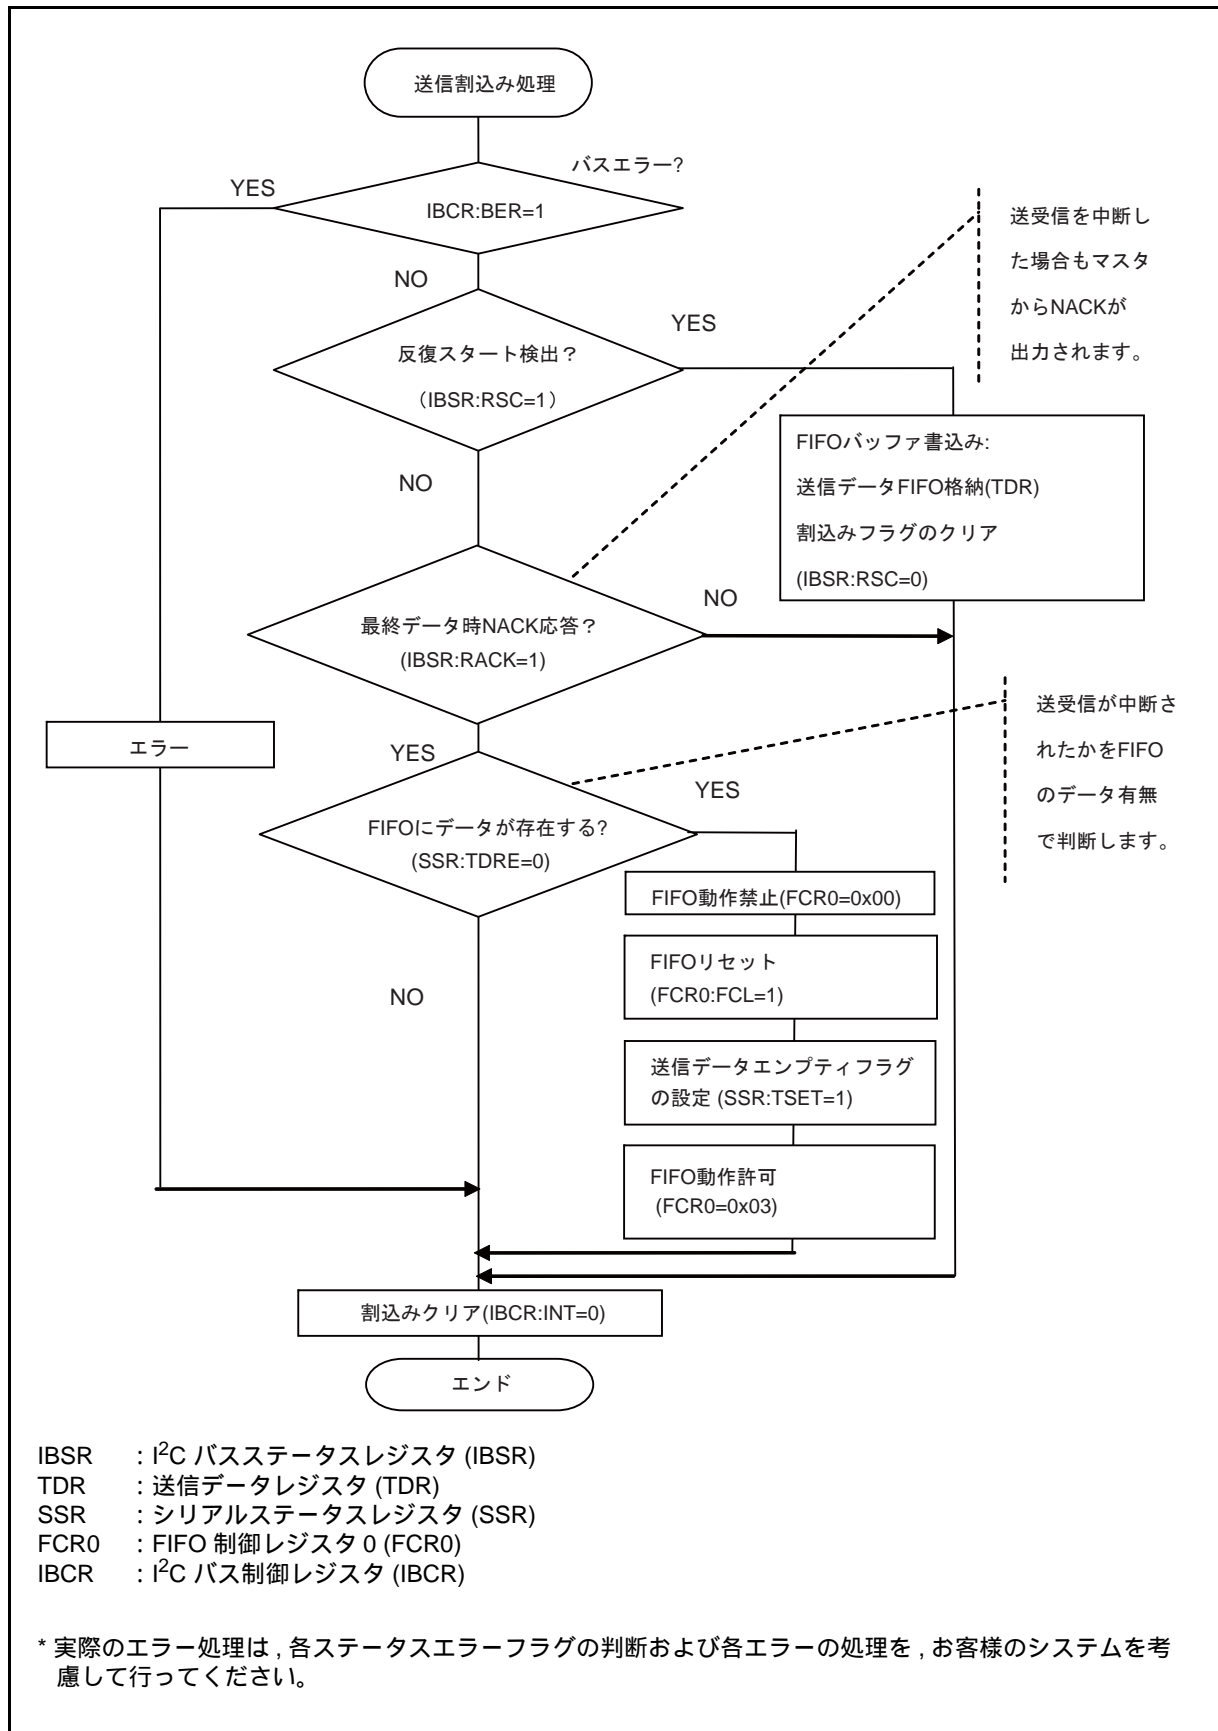 送信割込み処理
バスエラー?
YES
IBCR:BER=1
NO
送受信を中断し
た場合もマスタ
からNACKが
出力されます。
YES
反復スタート検出？
（IBSR:RSC=1）
NO
FIFOバッファ書込み:
送信データFIFO格納(TDR)
割込みフラグのクリア
(IBSR:RSC=0)
NO
最終データ時NACK応答？
(IBSR:RACK=1)
YES
エラー
送受信が中断さ
れたかをFIFO
のデータ有無
で判断します。
YES
FIFOにデータが存在する?
(SSR:TDRE=0)
FIFO動作禁止(FCR0=0x00)
FIFOリセット
(FCR0:FCL=1)
NO
送信データエンプティフラグ
の設定 (SSR:TSET=1)
FIFO動作許可
(FCR0=0x03)
割込みクリア(IBCR:INT=0)
エンド
IBSR : I²C バスステータスレジスタ (IBSR)
TDR : 送信データレジスタ (TDR)
SSR : シリアルステータスレジスタ (SSR)
FCR0 : FIFO 制御レジスタ 0 (FCR0)
IBCR : I²C バス制御レジスタ (IBCR)
* 実際のエラー処理は , 各ステータスエラーフラグの判断および各エラーの処理を , お客様のシステムを考
慮して行ってください。